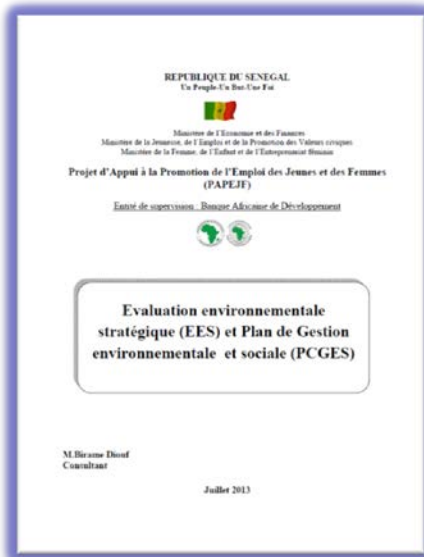 REPUBLIQUE DU SENEGAL
Un Peuple-Un But-Une Foi
Ministère de l'Economie et des Finances
Ministère de la Jeunesse, de l'Emploi et de la Promotion des Valeurs civiques
Ministère de la Femme, de l'Enfant et de l'Entreprenariat féminin
Projet d'Appui à la Promotion de l'Emploi des Jeunes et des Femmes
(PAPEJF)
Entité de supervision : Banque Africaine de Développement
Evaluation environnementale
stratégique (EES) et Plan de Gestion
environnementale et sociale (PCGES)
M.Birame Diouf
Consultant
Juillet 2013